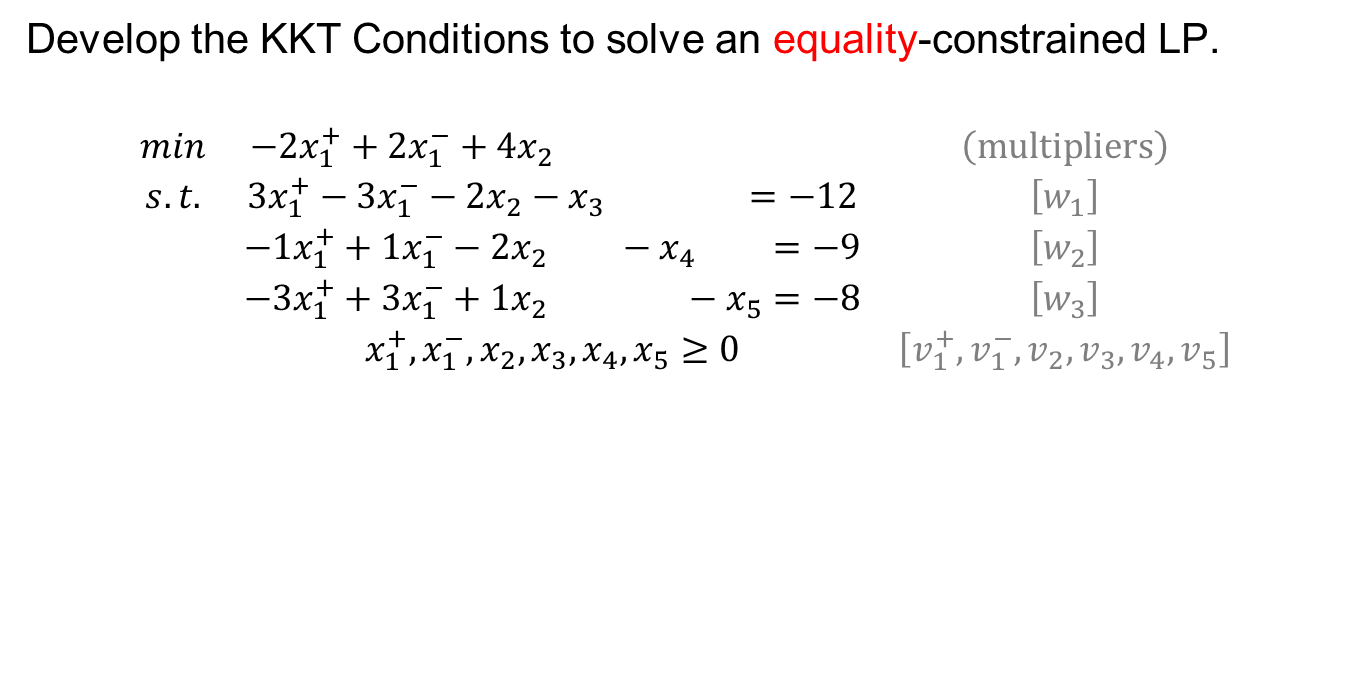 Develop the KKT Conditions to solve an equality-constrained LP.
min −2x₁⁺ + 2x₁⁻ + 4x₂ (multipliers)
s.t. 3x₁⁺ − 3x₁⁻ − 2x₂ − x₃ = −12 [w₁]
−1x₁⁺ + 1x₁⁻ − 2x₂ − x₄ = −9 [w₂]
−3x₁⁺ + 3x₁⁻ + 1x₂ − x₅ = −8 [w₃]
x₁⁺, x₁⁻, x₂, x₃, x₄, x₅ ≥ 0 [v₁⁺, v₁⁻, v₂, v₃, v₄, v₅]